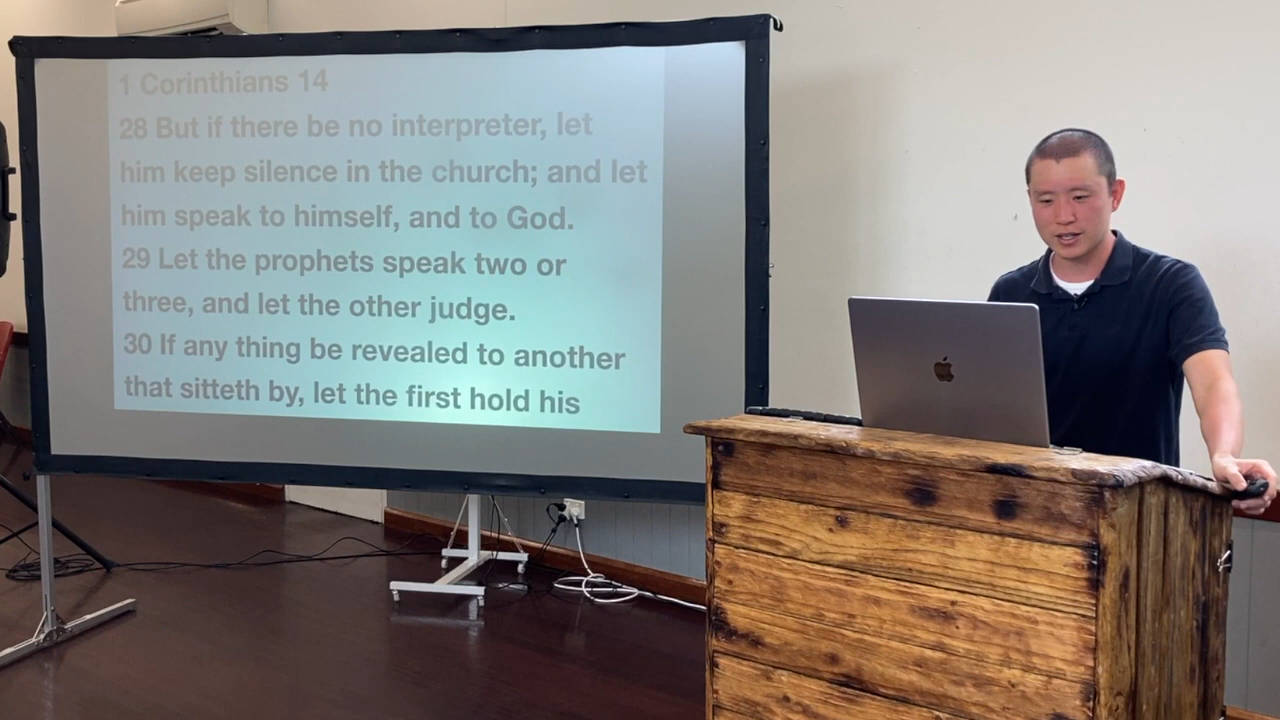 1 Corinthians 14
28 But if there be no interpreter, let
him keep silence in the church; and let
him speak to himself, and to God.
29 Let the prophets speak two or
three, and let the other judge.
30 If any thing be revealed to another
that sitteth by, let the first hold his